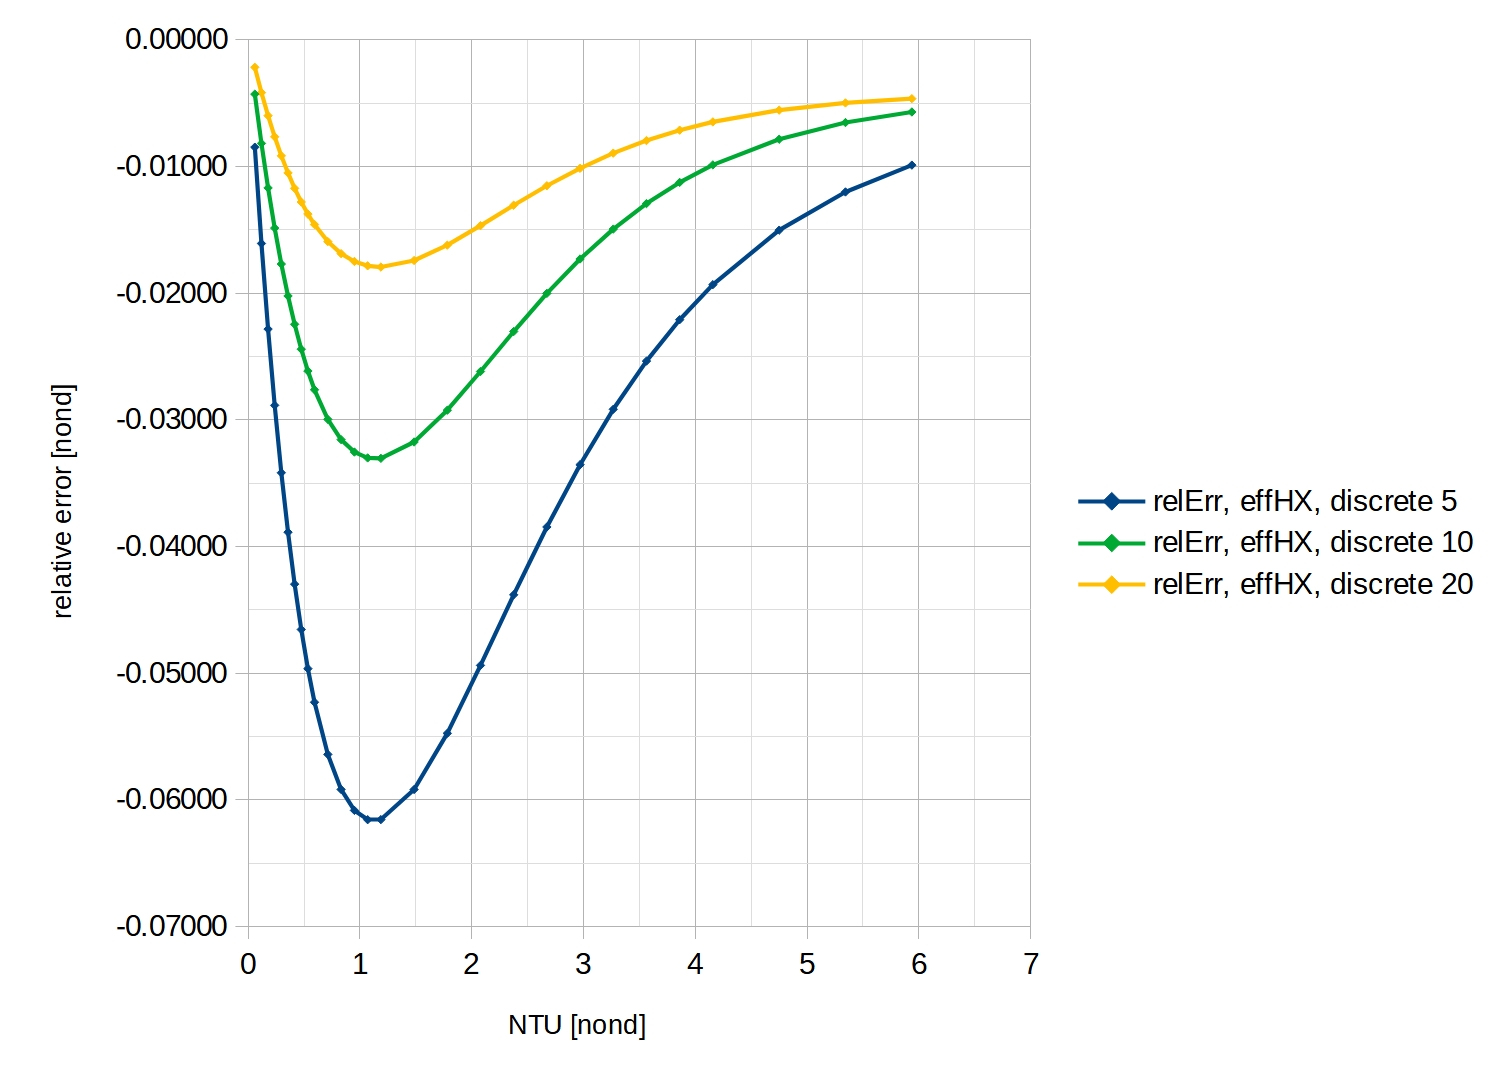 0.00000
-0.01000
-0.02000
-0.03000
-0.04000
-0.05000
-0.06000
-0.07000
relative error [nond]
0 1 2 3 4 5 6 7
NTU [nond]
relErr, effHX, discrete 5
relErr, effHX, discrete 10
relErr, effHX, discrete 20